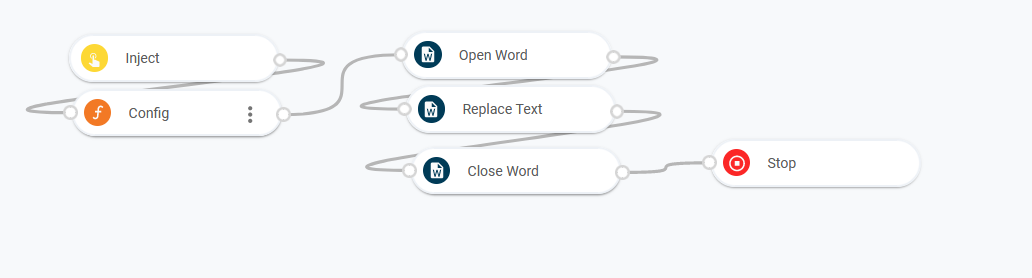 Inject
Config
Open Word
Replace Text
Close Word
Stop